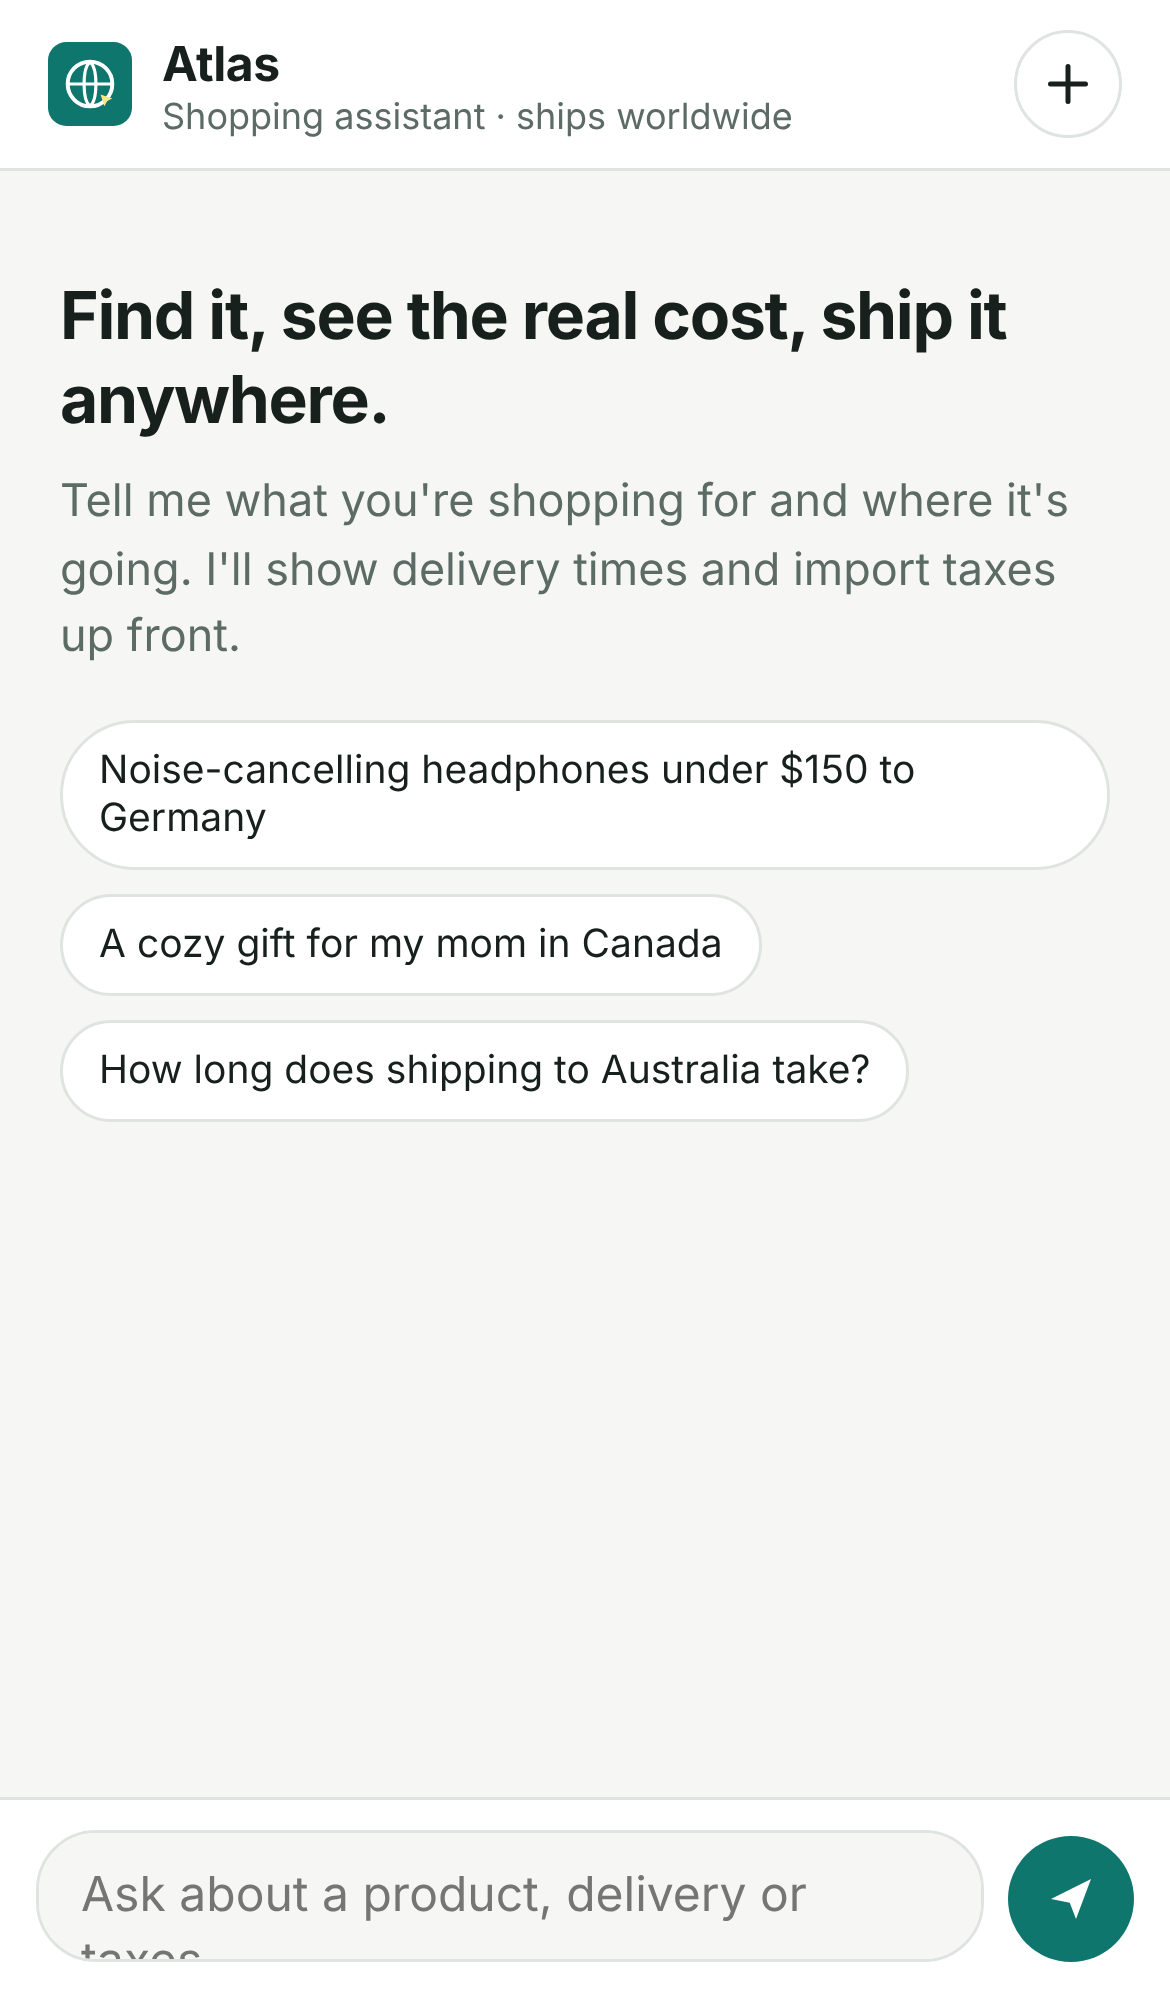 Atlas
Shopping assistant · ships worldwide
Find it, see the real cost, ship it
anywhere.
Tell me what you're shopping for and where it's
going. I'll show delivery times and import taxes
up front.
Noise-cancelling headphones under $150 to
Germany
A cozy gift for my mom in Canada
How long does shipping to Australia take?
Ask about a product, delivery or
taxes